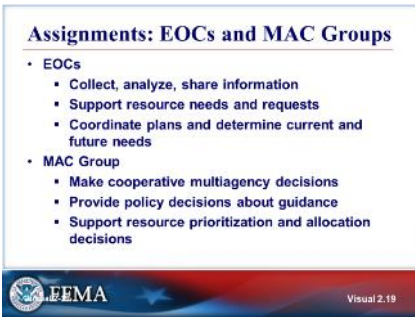 Assignments: EOCs and MAC Groups
• EOCs
▪ Collect, analyze, share information
▪ Support resource needs and requests
▪ Coordinate plans and determine current and
future needs
• MAC Group
▪ Make cooperative multiagency decisions
▪ Provide policy decisions about guidance
▪ Support resource prioritization and allocation
decisions
FEMA
Visual 2.19